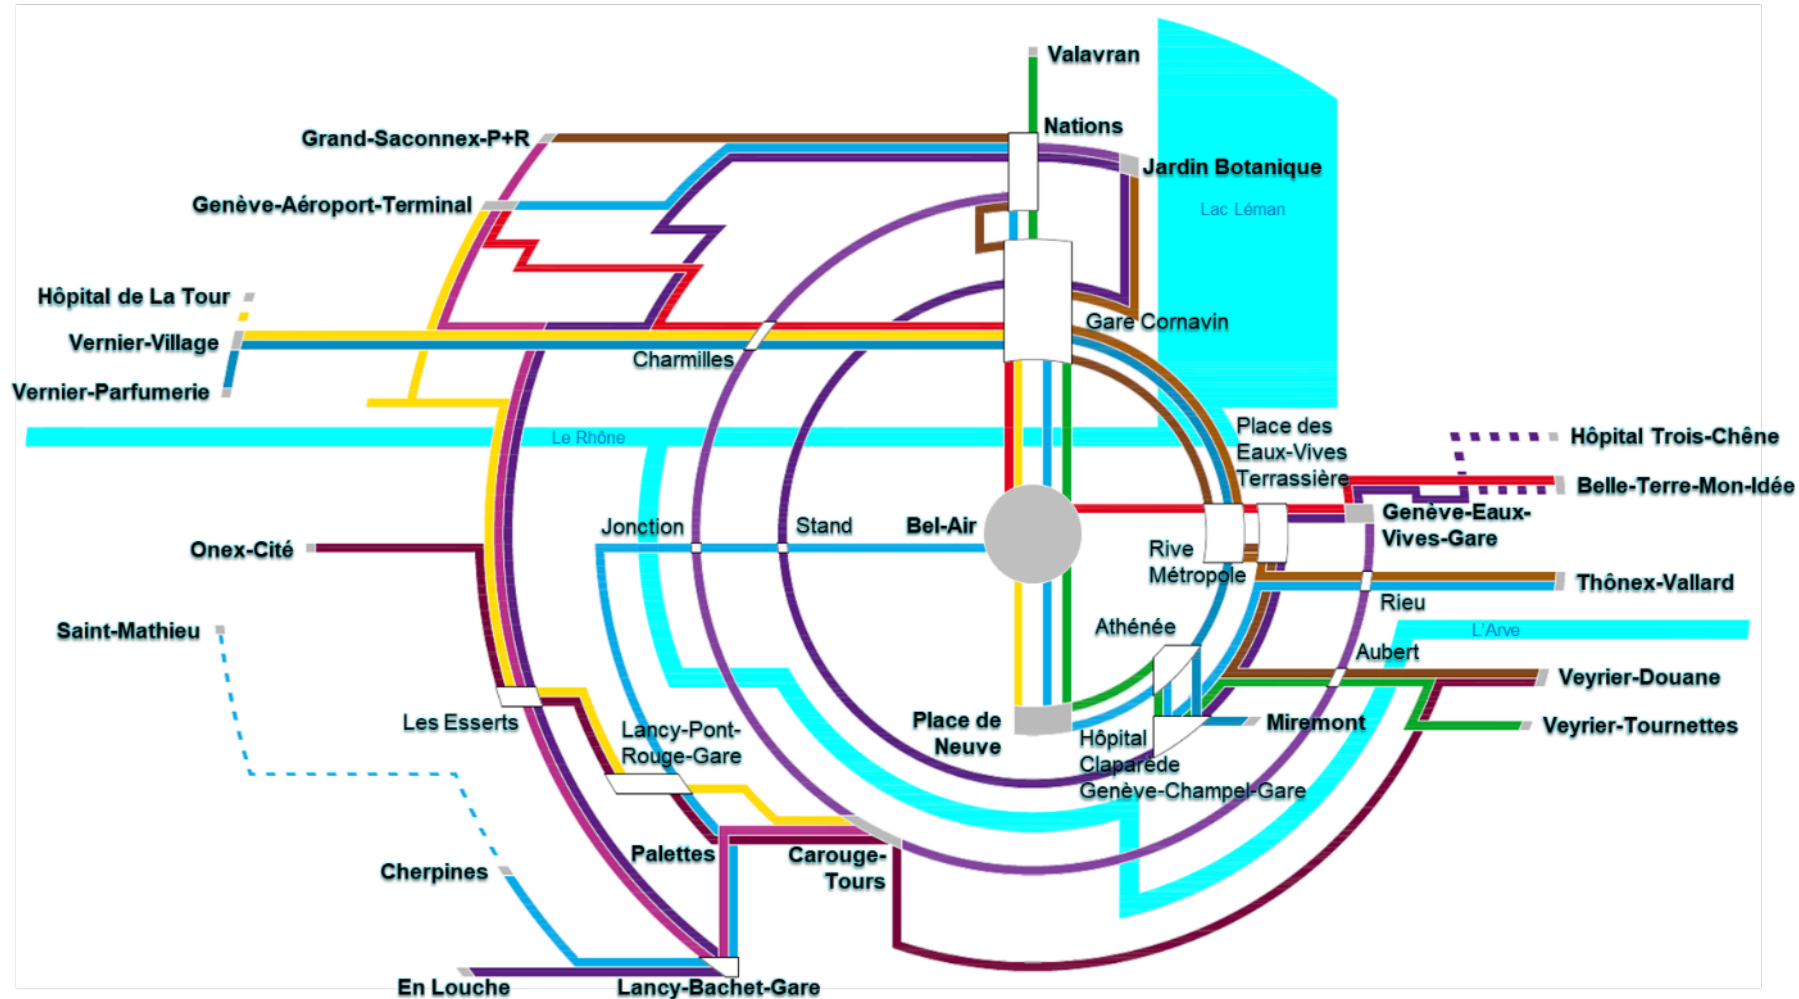 Valavran
Nations
Grand-Saconnex-P+R
Jardin Botanique
Genève-Aéroport-Terminal
Lac Léman
Hôpital de La Tour
Gare Cornavin
Vernier-Village
Charmilles
Vernier-Parfumerie
Le Rhône
Place des
Eaux-Vives
Terrassière
Hôpital Trois-Chêne
Belle-Terre-Mon-Idée
Genève-Eaux-
Vives-Gare
Jonction
Stand
Bel-Air
Onex-Cité
Rive
Métropole
Thônex-Vallard
Rieu
Saint-Mathieu
Athénée
L'Arve
Aubert
Veyrier-Douane
Les Esserts
Lancy-Pont-
Rouge-Gare
Place de
Neuve
Miremont
Veyrier-Tournettes
Hôpital
Claparède
Genève-Champel-Gare
Palettes
Carouge-
Tours
Cherpines
En Louche
Lancy-Bachet-Gare